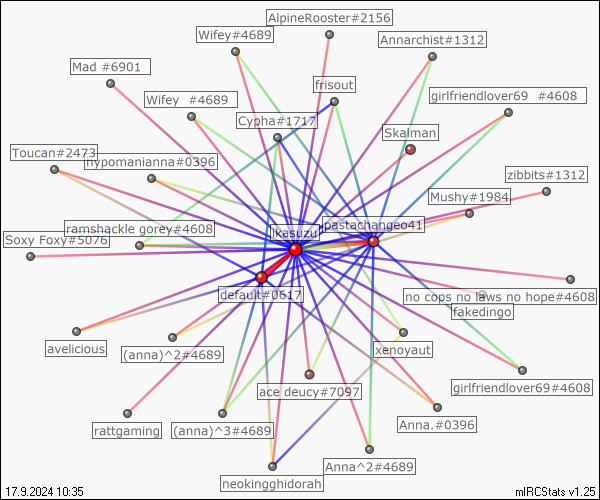 AlpineRooster#2156
Wifey#4689
Annarchist#1312
Mad #6901
frisout
Wifey #4689
girlfriendlover69 #4608
Cypha#1717
Skalman
Toucan#2473
hypomanianna#0396
zibbits#1312
Mushy#1984
ramshackle gorey#4608
ikasuzu
pastachangeo41
Soxy Foxy#5076
default#0617
no cops no laws no hope#4608
fakedingo
avelicious
(anna)^2#4689
xenoyaut
ace deucy#7097
girlfriendlover69#4608
rattgaming
(anna)^3#4689
Anna.#0396
Anna^2#4689
neokingghidorah
17.9.2024 10:35
mIRCStats v1.25